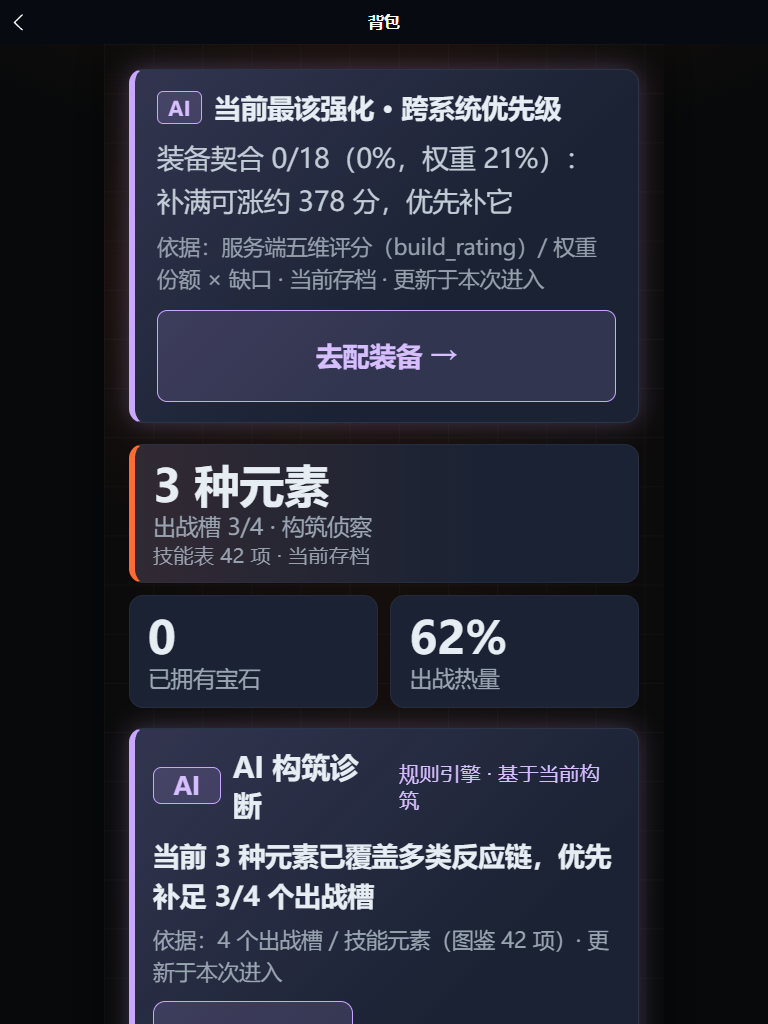 背包
AI 当前最该强化 • 跨系统优先级
装备契合 0/18（0%，权重 21%）：
补满可涨约 378 分，优先补它
依据：服务端五维评分（build_rating）/ 权重
份额 × 缺口 · 当前存档 · 更新于本次进入
去配装备 →
3 种元素
出战槽 3/4 · 构筑侦察
技能表 42 项 · 当前存档
0
已拥有宝石
62%
出战热量
AI
AI 构筑诊
断
规则引擎 · 基于当前构
筑
当前 3 种元素已覆盖多类反应链，优先
补足 3/4 个出战槽
依据：4 个出战槽 / 技能元素（图鉴 42 项）· 更
新于本次进入